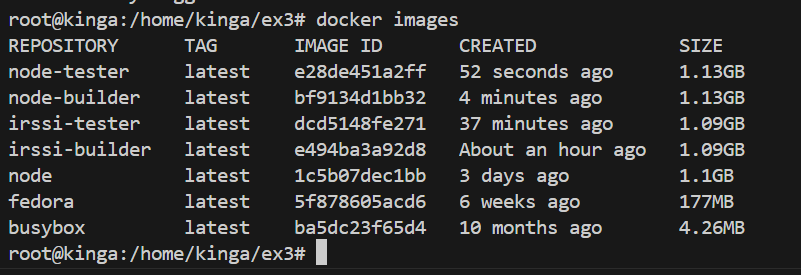 root@kinga:/home/kinga/ex3# docker images
REPOSITORY      TAG       IMAGE ID       CREATED             SIZE
node-tester     latest    e28de451a2ff   52 seconds ago      1.13GB
node-builder    latest    bf9134d1bb32   4 minutes ago       1.13GB
irssi-tester    latest    dcd5148fe271   37 minutes ago      1.09GB
irssi-builder   latest    e494ba3a92d8   About an hour ago   1.09GB
node            latest    1c5b07dec1bb   3 days ago          1.1GB
fedora          latest    5f878605acd6   6 weeks ago         177MB
busybox         latest    ba5dc23f65d4   10 months ago       4.26MB
root@kinga:/home/kinga/ex3#